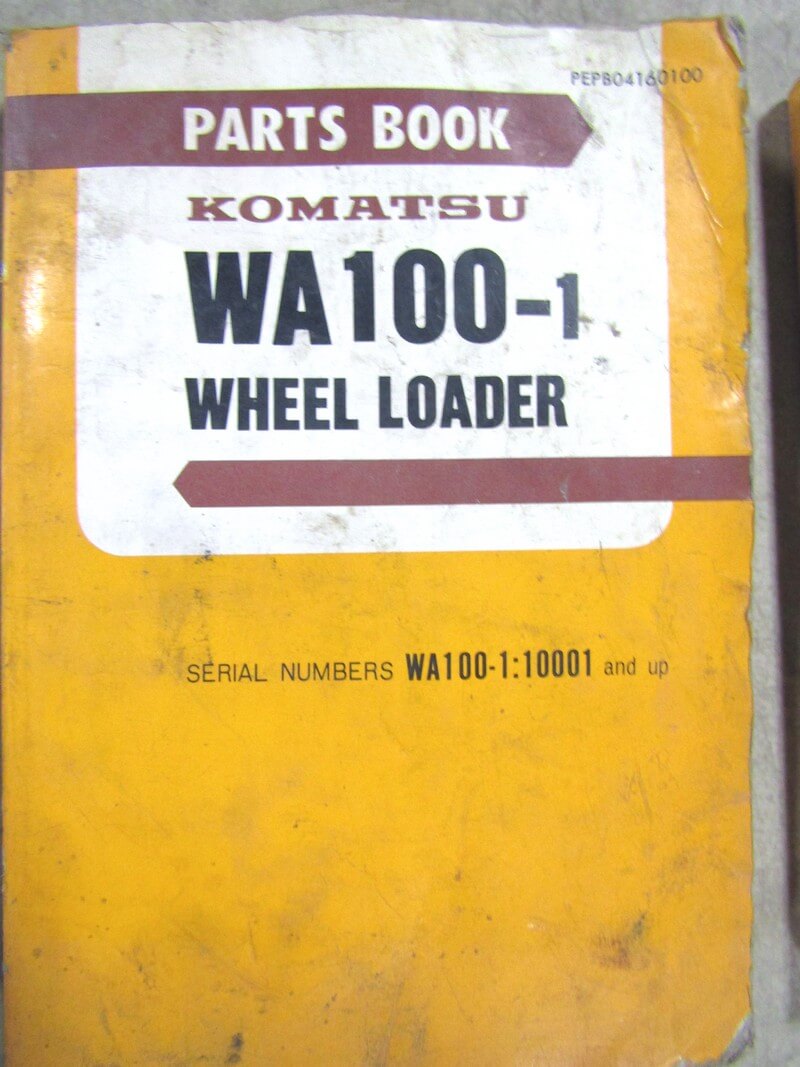 PEPB04160100
PARTS BOOK
KOMATSU
WA100-1
WHEEL LOADER
SERIAL NUMBERS WA100-1:10001 and up